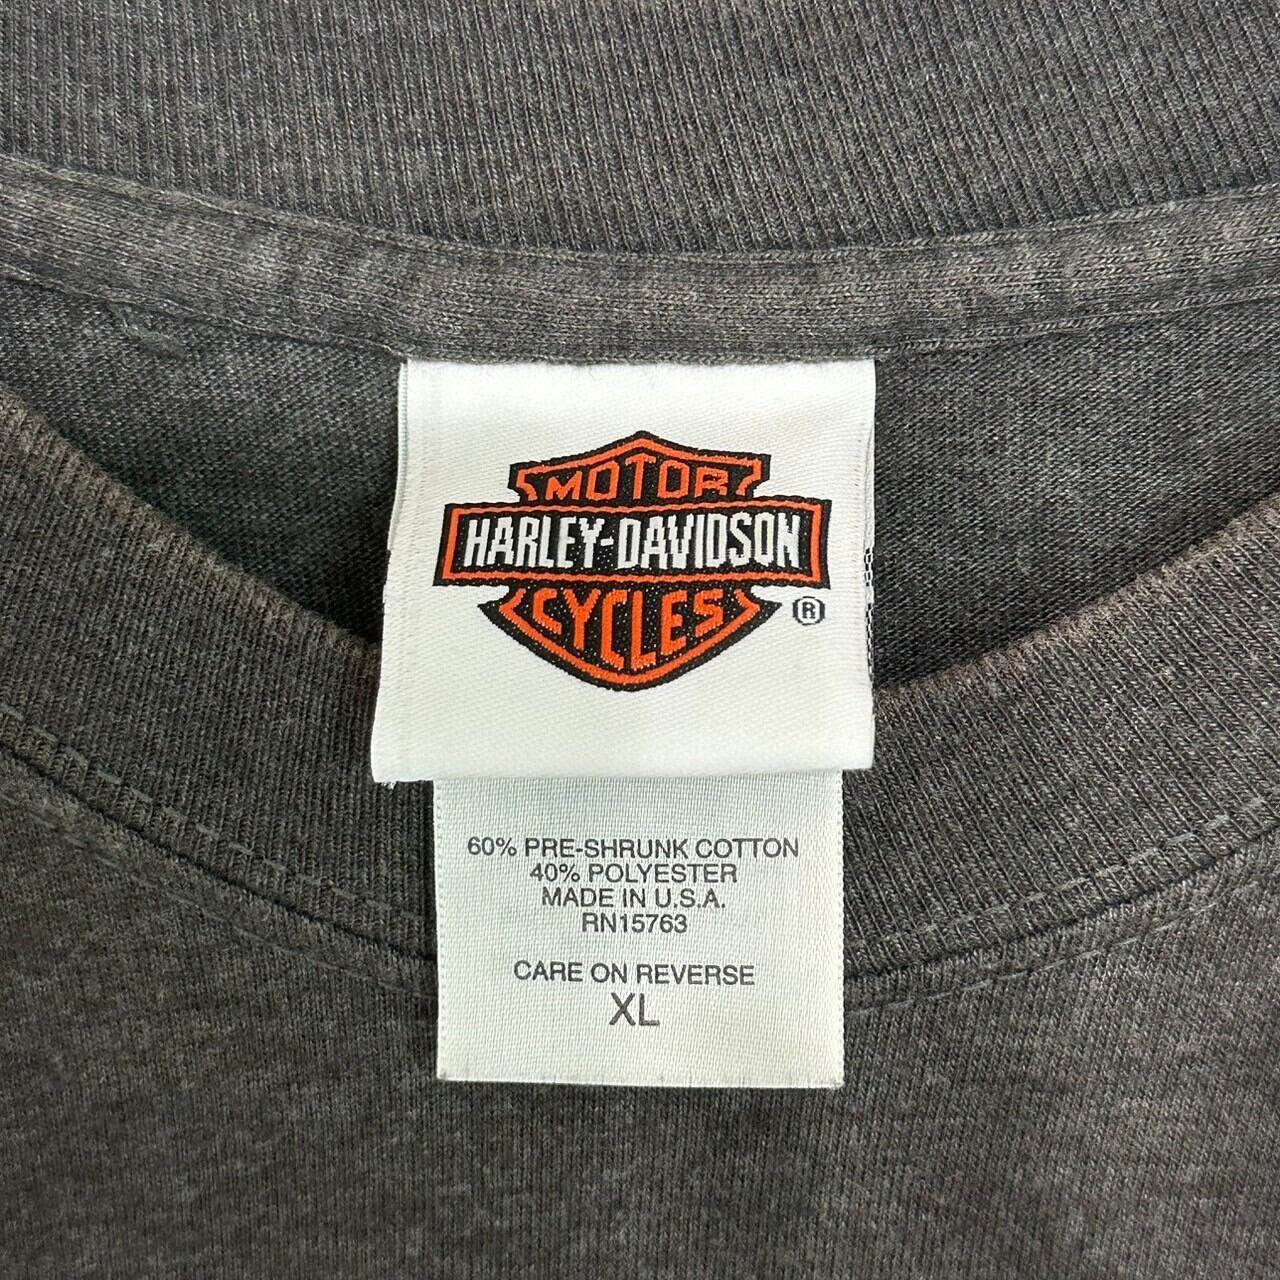 MOTOR
HARLEY-DAVIDSON
CYCLES ®
60% PRE-SHRUNK COTTON
40% POLYESTER
MADE IN U.S.A.
RN15763
CARE ON REVERSE
XL